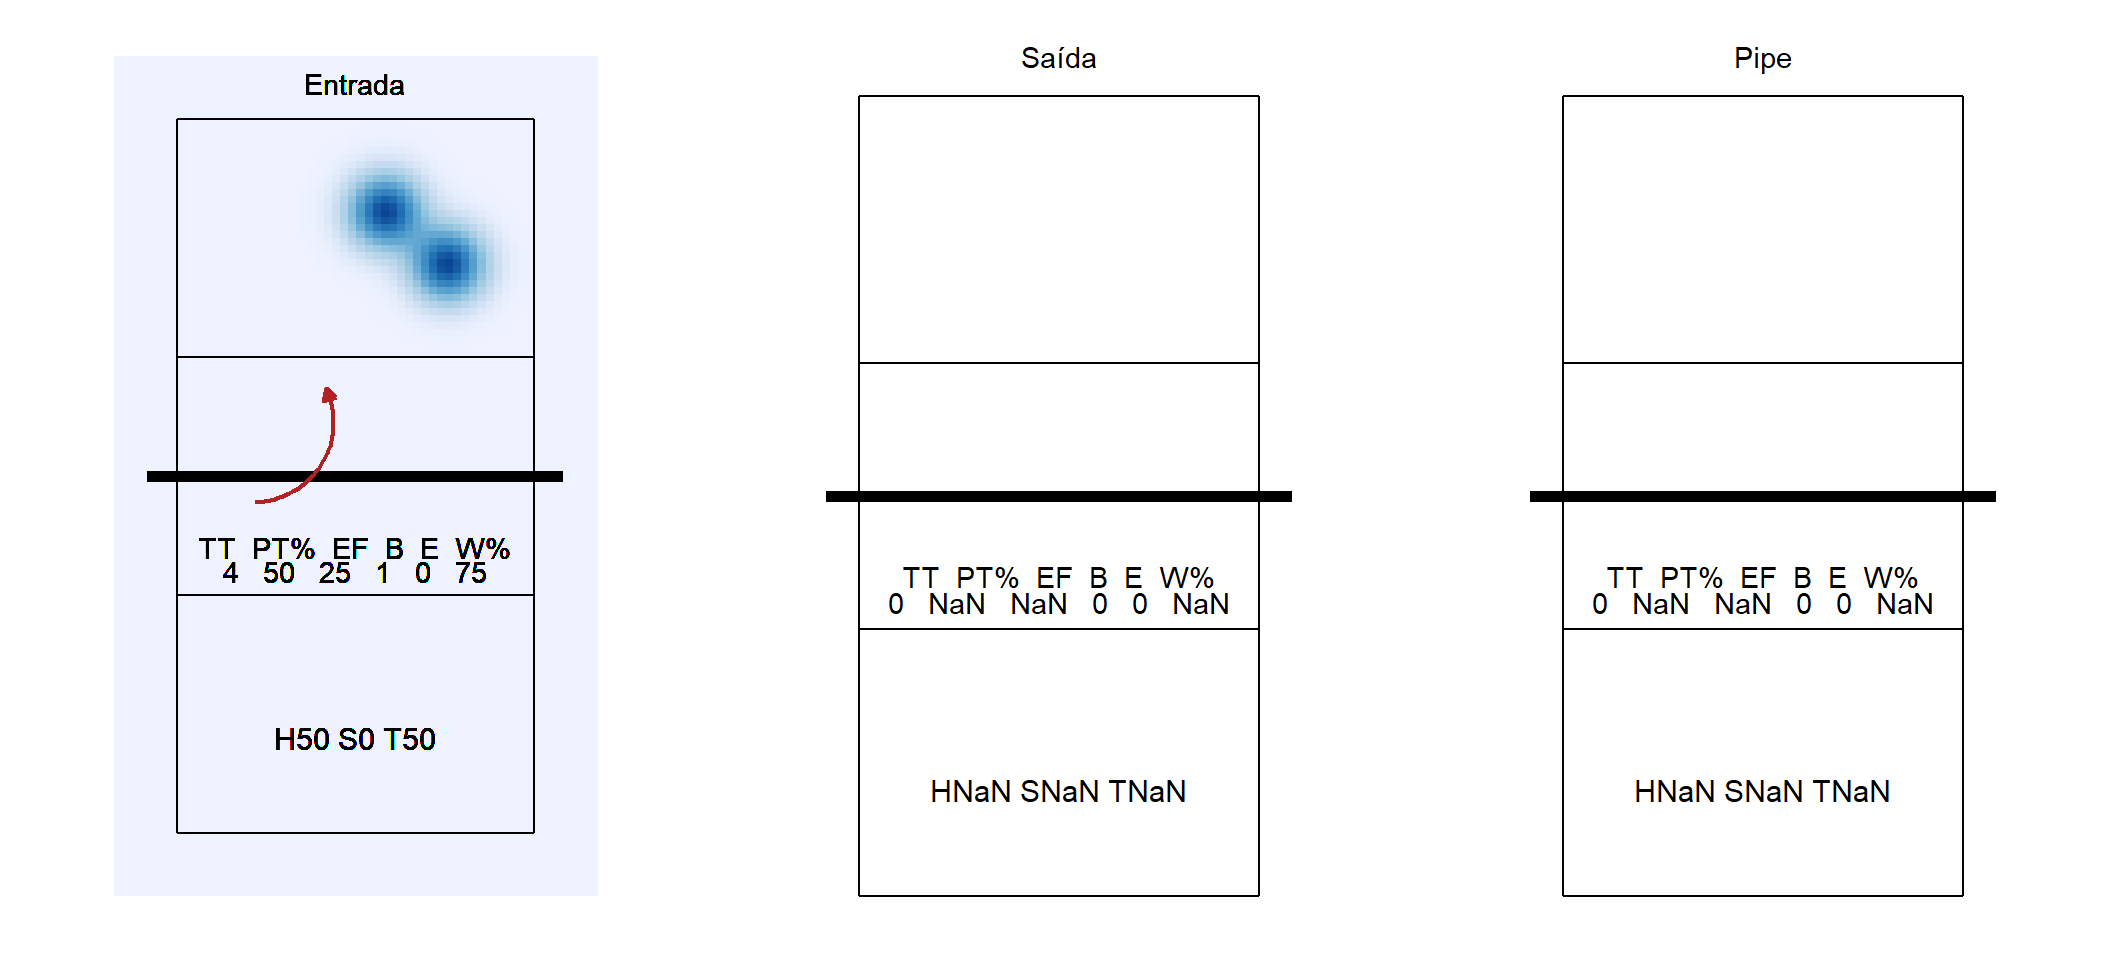 Entrada
TT PT% EF B E W%
4 50 25 1 0 75
H50 S0 T50
Saída
TT PT% EF B E W%
0 NaN NaN 0 0 NaN
HNaN SNaN TNaN
Pipe
TT PT% EF B E W%
0 NaN NaN 0 0 NaN
HNaN SNaN TNaN